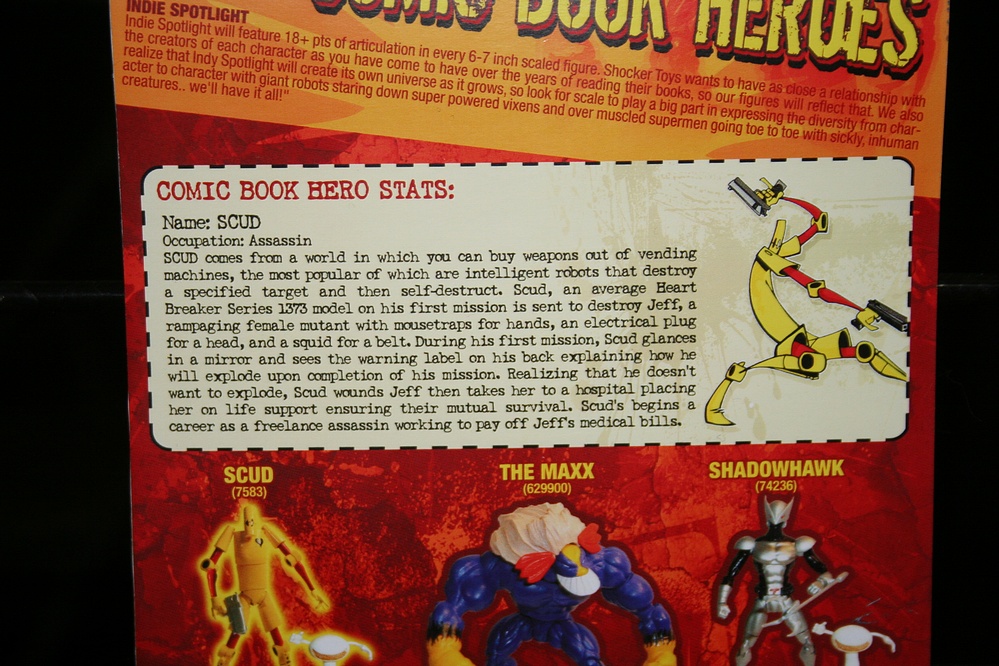 COMIC BOOK HEROES
INDIE SPOTLIGHT
Indie Spotlight will feature 18+ pts of articulation in every 6-7 inch scaled figure. Shocker Toys wants to have as close a relationship with
the creators of each character as you have come to have over the years of reading their books, so our figures will reflect that. We also
realize that Indy Spotlight will create its own universe as it grows, so look for scale to play a big part in expressing the diversity from char-
acter to character with giant robots staring down super powered vixens and over muscled supermen going toe to toe with sickly, inhuman
creatures.. we'll have it all!"
COMIC BOOK HERO STATS:
Name: SCUD
Occupation: Assassin
SCUD comes from a world in which you can buy weapons out of vending
machines, the most popular of which are intelligent robots that destroy
a specified target and then self-destruct. Scud, an average Heart
Breaker Series 1373 model on his first mission is sent to destroy Jeff, a
rampaging female mutant with mousetraps for hands, an electrical plug
for a head, and a squid for a belt. During his first mission, Scud glances
in a mirror and sees the warning label on his back explaining how he
will explode upon completion of his mission. Realizing that he doesn't
want to explode, Scud wounds Jeff then takes her to a hospital placing
her on life support ensuring their mutual survival. Scud's begins a
career as a freelance assassin working to pay off Jeff's medical bills.
SCUD
(7583)
THE MAXX
(629900)
SHADOWHAWK
(74236)